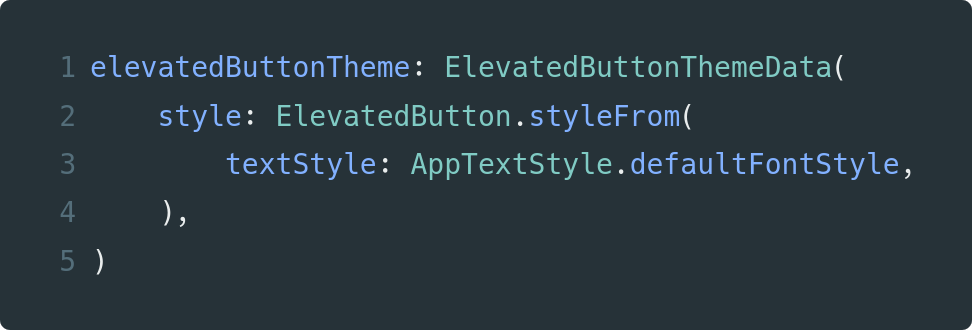 1 elevatedButtonTheme: ElevatedButtonThemeData(
2     style: ElevatedButton.styleFrom(
3         textStyle: AppTextStyle.defaultFontStyle,
4     ),
5 )